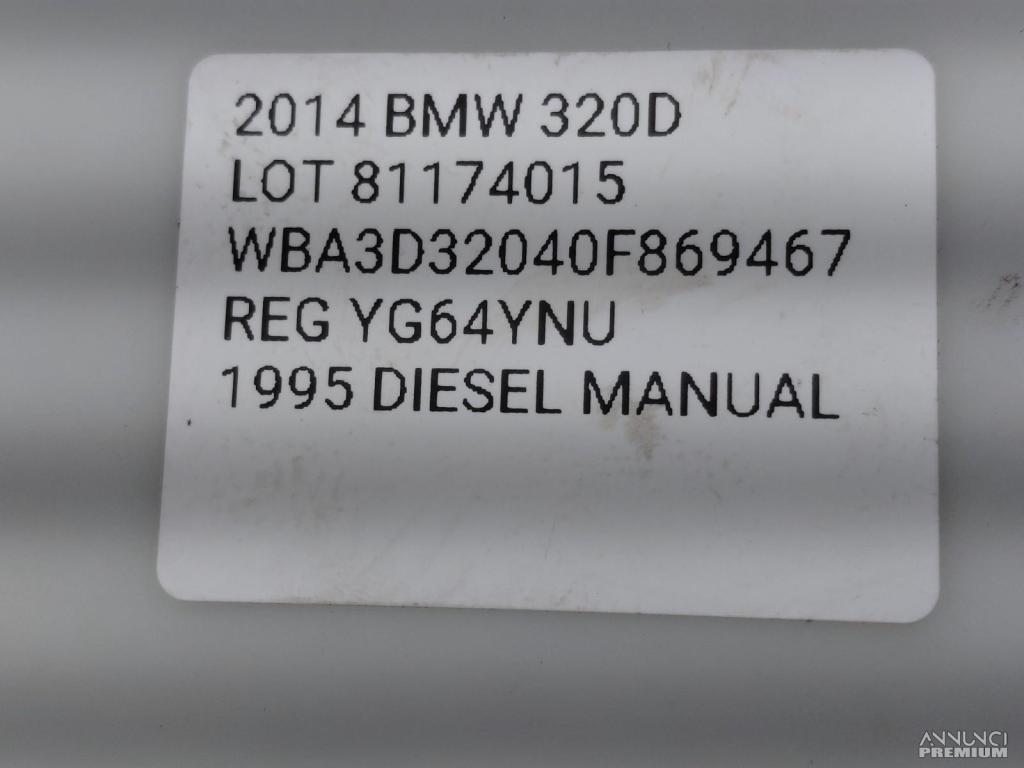 2014 BMW 320D
LOT 81174015
WBA3D32040F869467
REG YG64YNU
1995 DIESEL MANUAL
ANNUNCI
PREMIUM